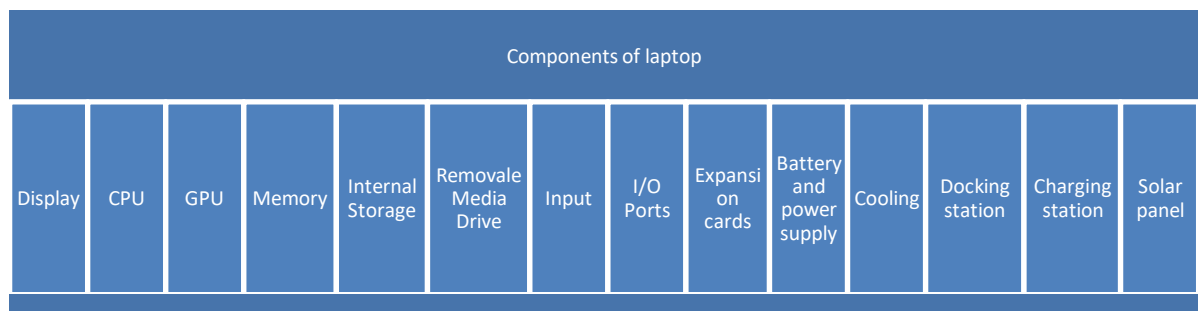 Components of laptop
Display
CPU
GPU
Memory
Internal
Storage
Removale
Media
Drive
Input
I/O
Ports
Expansi
on
cards
Battery
and
power
supply
Cooling
Docking
station
Charging
station
Solar
panel